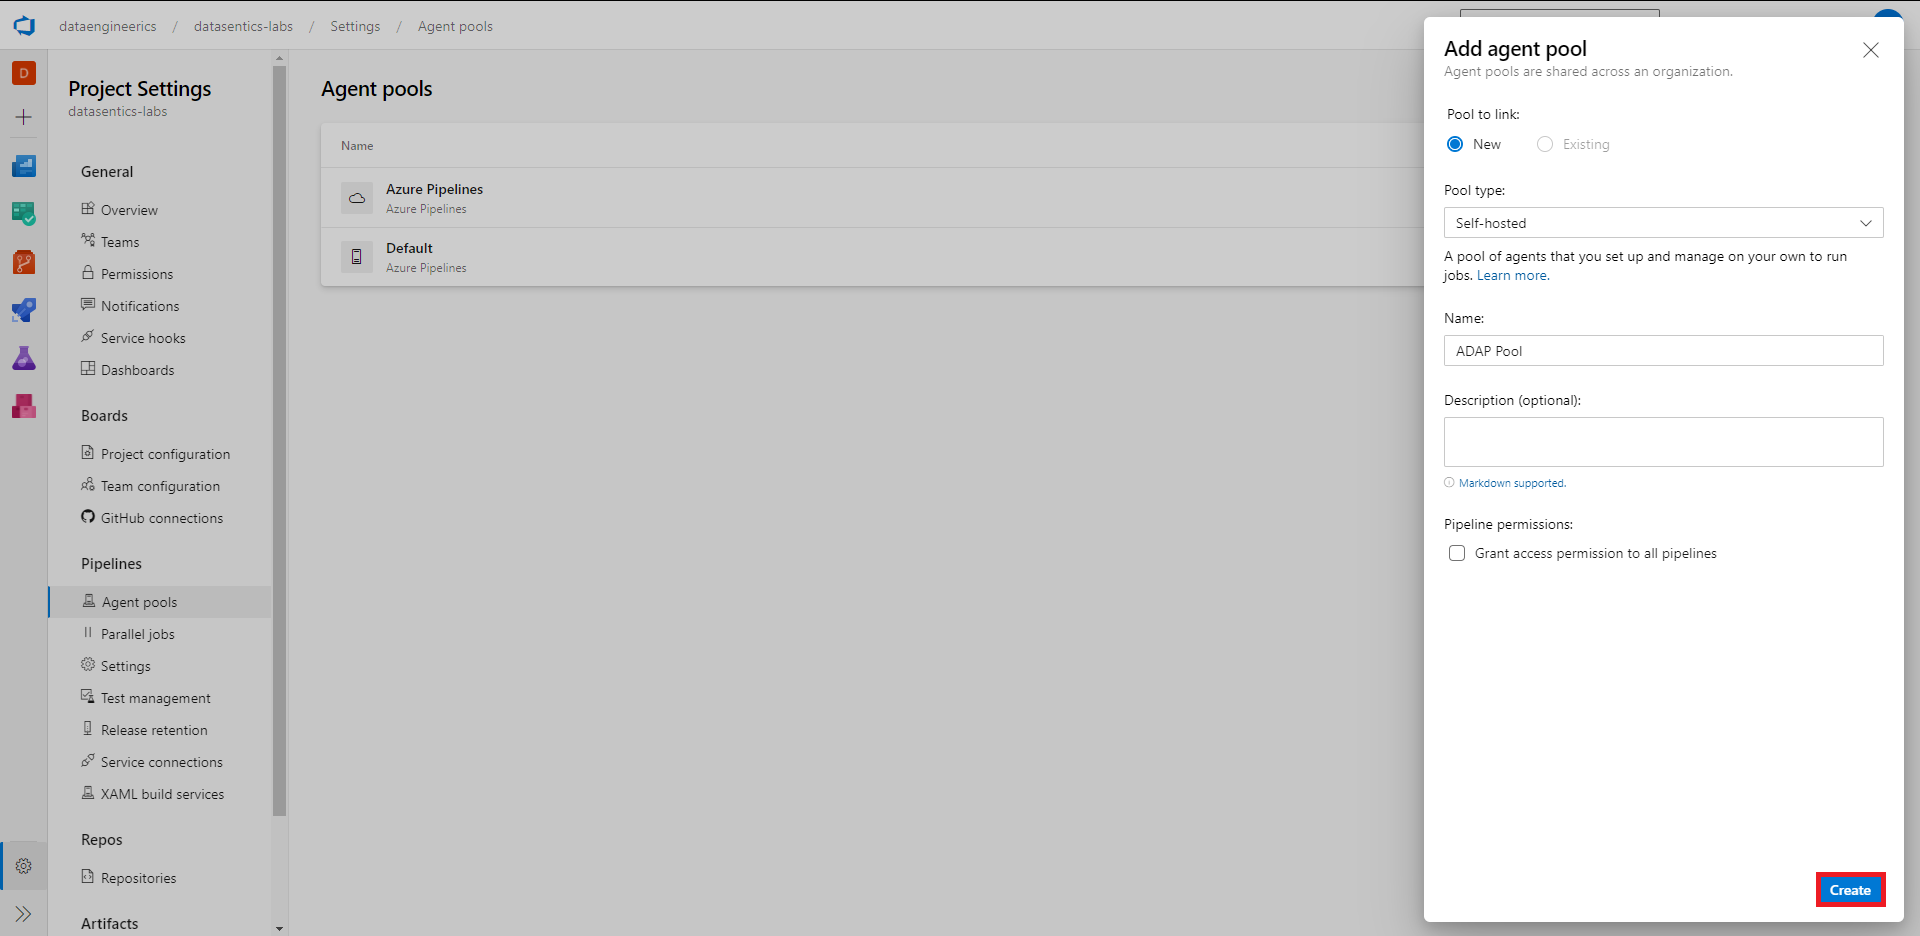 dataengineerics / datasentics-labs / Settings / Agent pools
D
Project Settings
datasentics-labs
General
Overview
Teams
Permissions
Notifications
Service hooks
Dashboards
Boards
Project configuration
Team configuration
GitHub connections
Pipelines
Agent pools
Parallel jobs
Settings
Test management
Release retention
Service connections
XAML build services
Repos
Repositories
Artifacts
Agent pools
Name
Azure Pipelines
Azure Pipelines
Default
Azure Pipelines
Add agent pool
Agent pools are shared across an organization.
Pool to link:
New Existing
Pool type:
Self-hosted
A pool of agents that you set up and manage on your own to run
jobs. Learn more.
Name:
ADAP Pool
Description (optional):
Markdown supported.
Pipeline permissions:
Grant access permission to all pipelines
Create